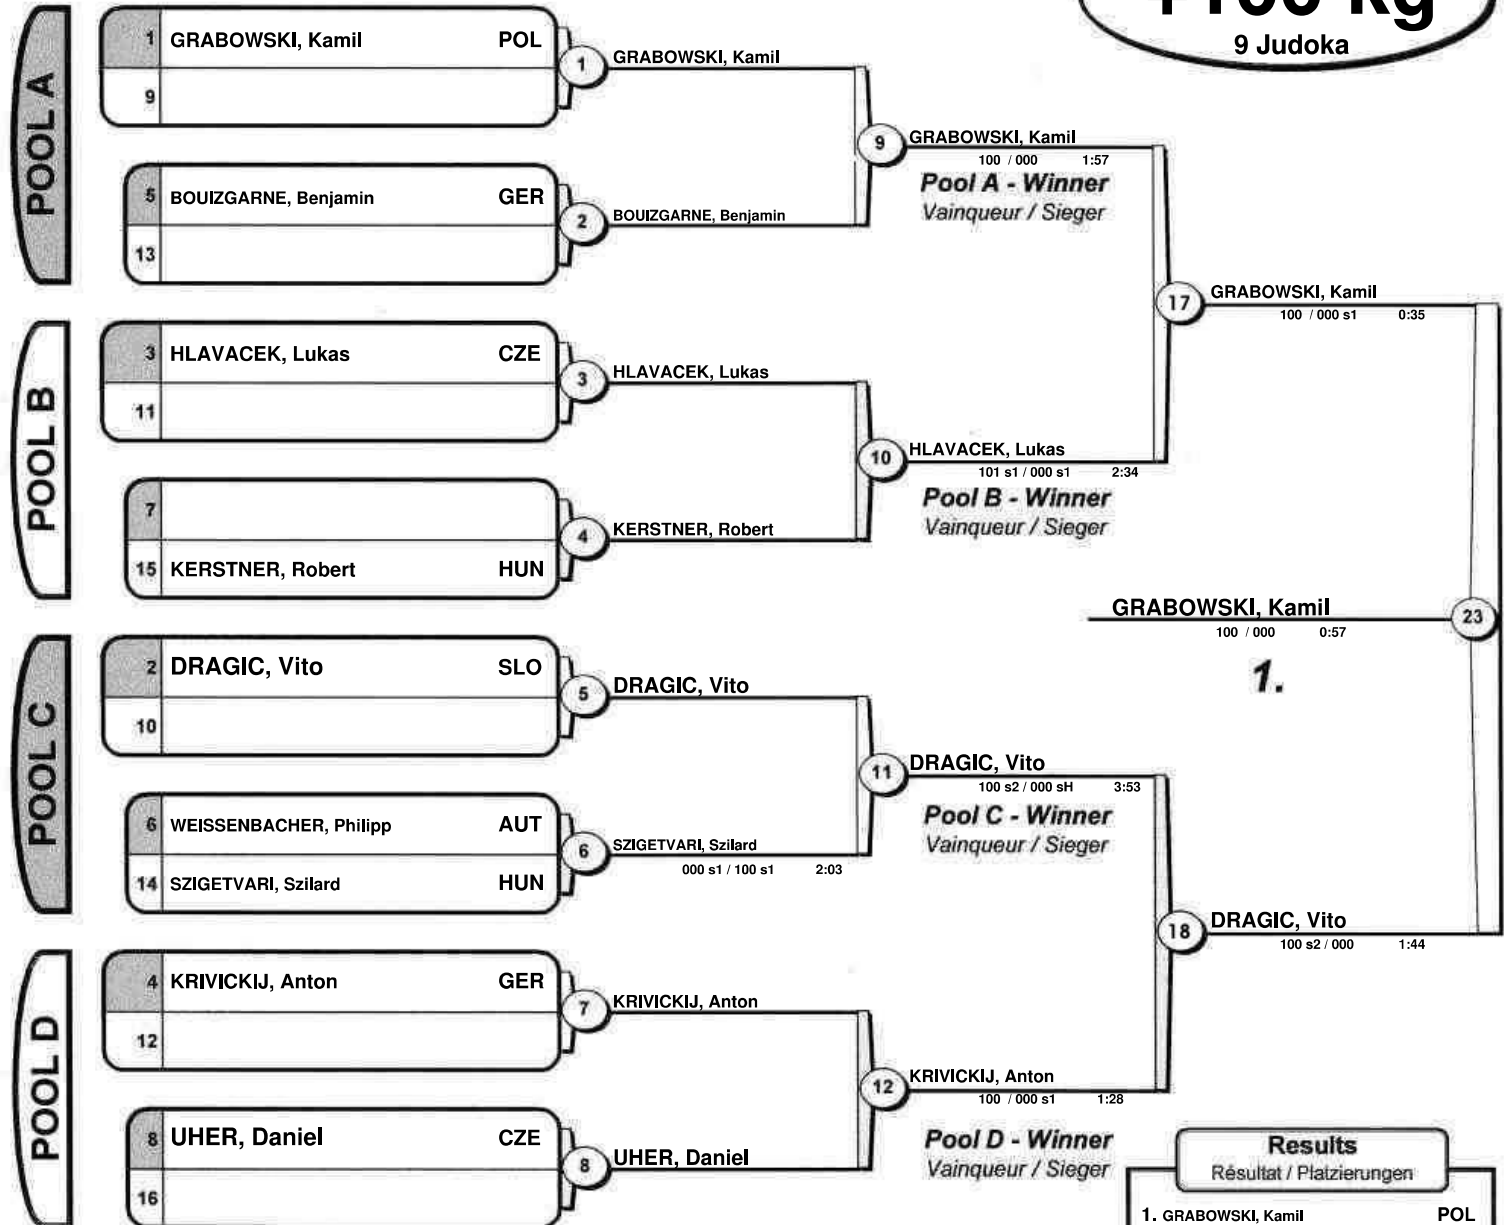 +100 kg
9 Judoka
POOL A
1 GRABOWSKI, Kamil POL
9
1 GRABOWSKI, Kamil
5 BOUIZGARNE, Benjamin GER
13
2 BOUIZGARNE, Benjamin
9 GRABOWSKI, Kamil
100 / 000 1:57
Pool A - Winner
Vainqueur / Sieger
POOL B
3 HLAVACEK, Lukas CZE
11
3 HLAVACEK, Lukas
7
15 KERSTNER, Robert HUN
4 KERSTNER, Robert
10 HLAVACEK, Lukas
101 s1 / 000 s1 2:34
Pool B - Winner
Vainqueur / Sieger
17 GRABOWSKI, Kamil
100 / 000 s1 0:35
GRABOWSKI, Kamil 23
100 / 000 0:57
1.
POOL C
2 DRAGIC, Vito SLO
10
5 DRAGIC, Vito
6 WEISSENBACHER, Philipp AUT
14 SZIGETVARI, Szilard HUN
6 SZIGETVARI, Szilard
000 s1 / 100 s1 2:03
11 DRAGIC, Vito
100 s2 / 000 sH 3:53
Pool C - Winner
Vainqueur / Sieger
18 DRAGIC, Vito
100 s2 / 000 1:44
POOL D
4 KRIVICKIJ, Anton GER
12
7 KRIVICKIJ, Anton
8 UHER, Daniel CZE
16
8 UHER, Daniel
12 KRIVICKIJ, Anton
100 / 000 s1 1:28
Pool D - Winner
Vainqueur / Sieger
Results
Résultat / Platzierungen
1. GRABOWSKI, Kamil POL